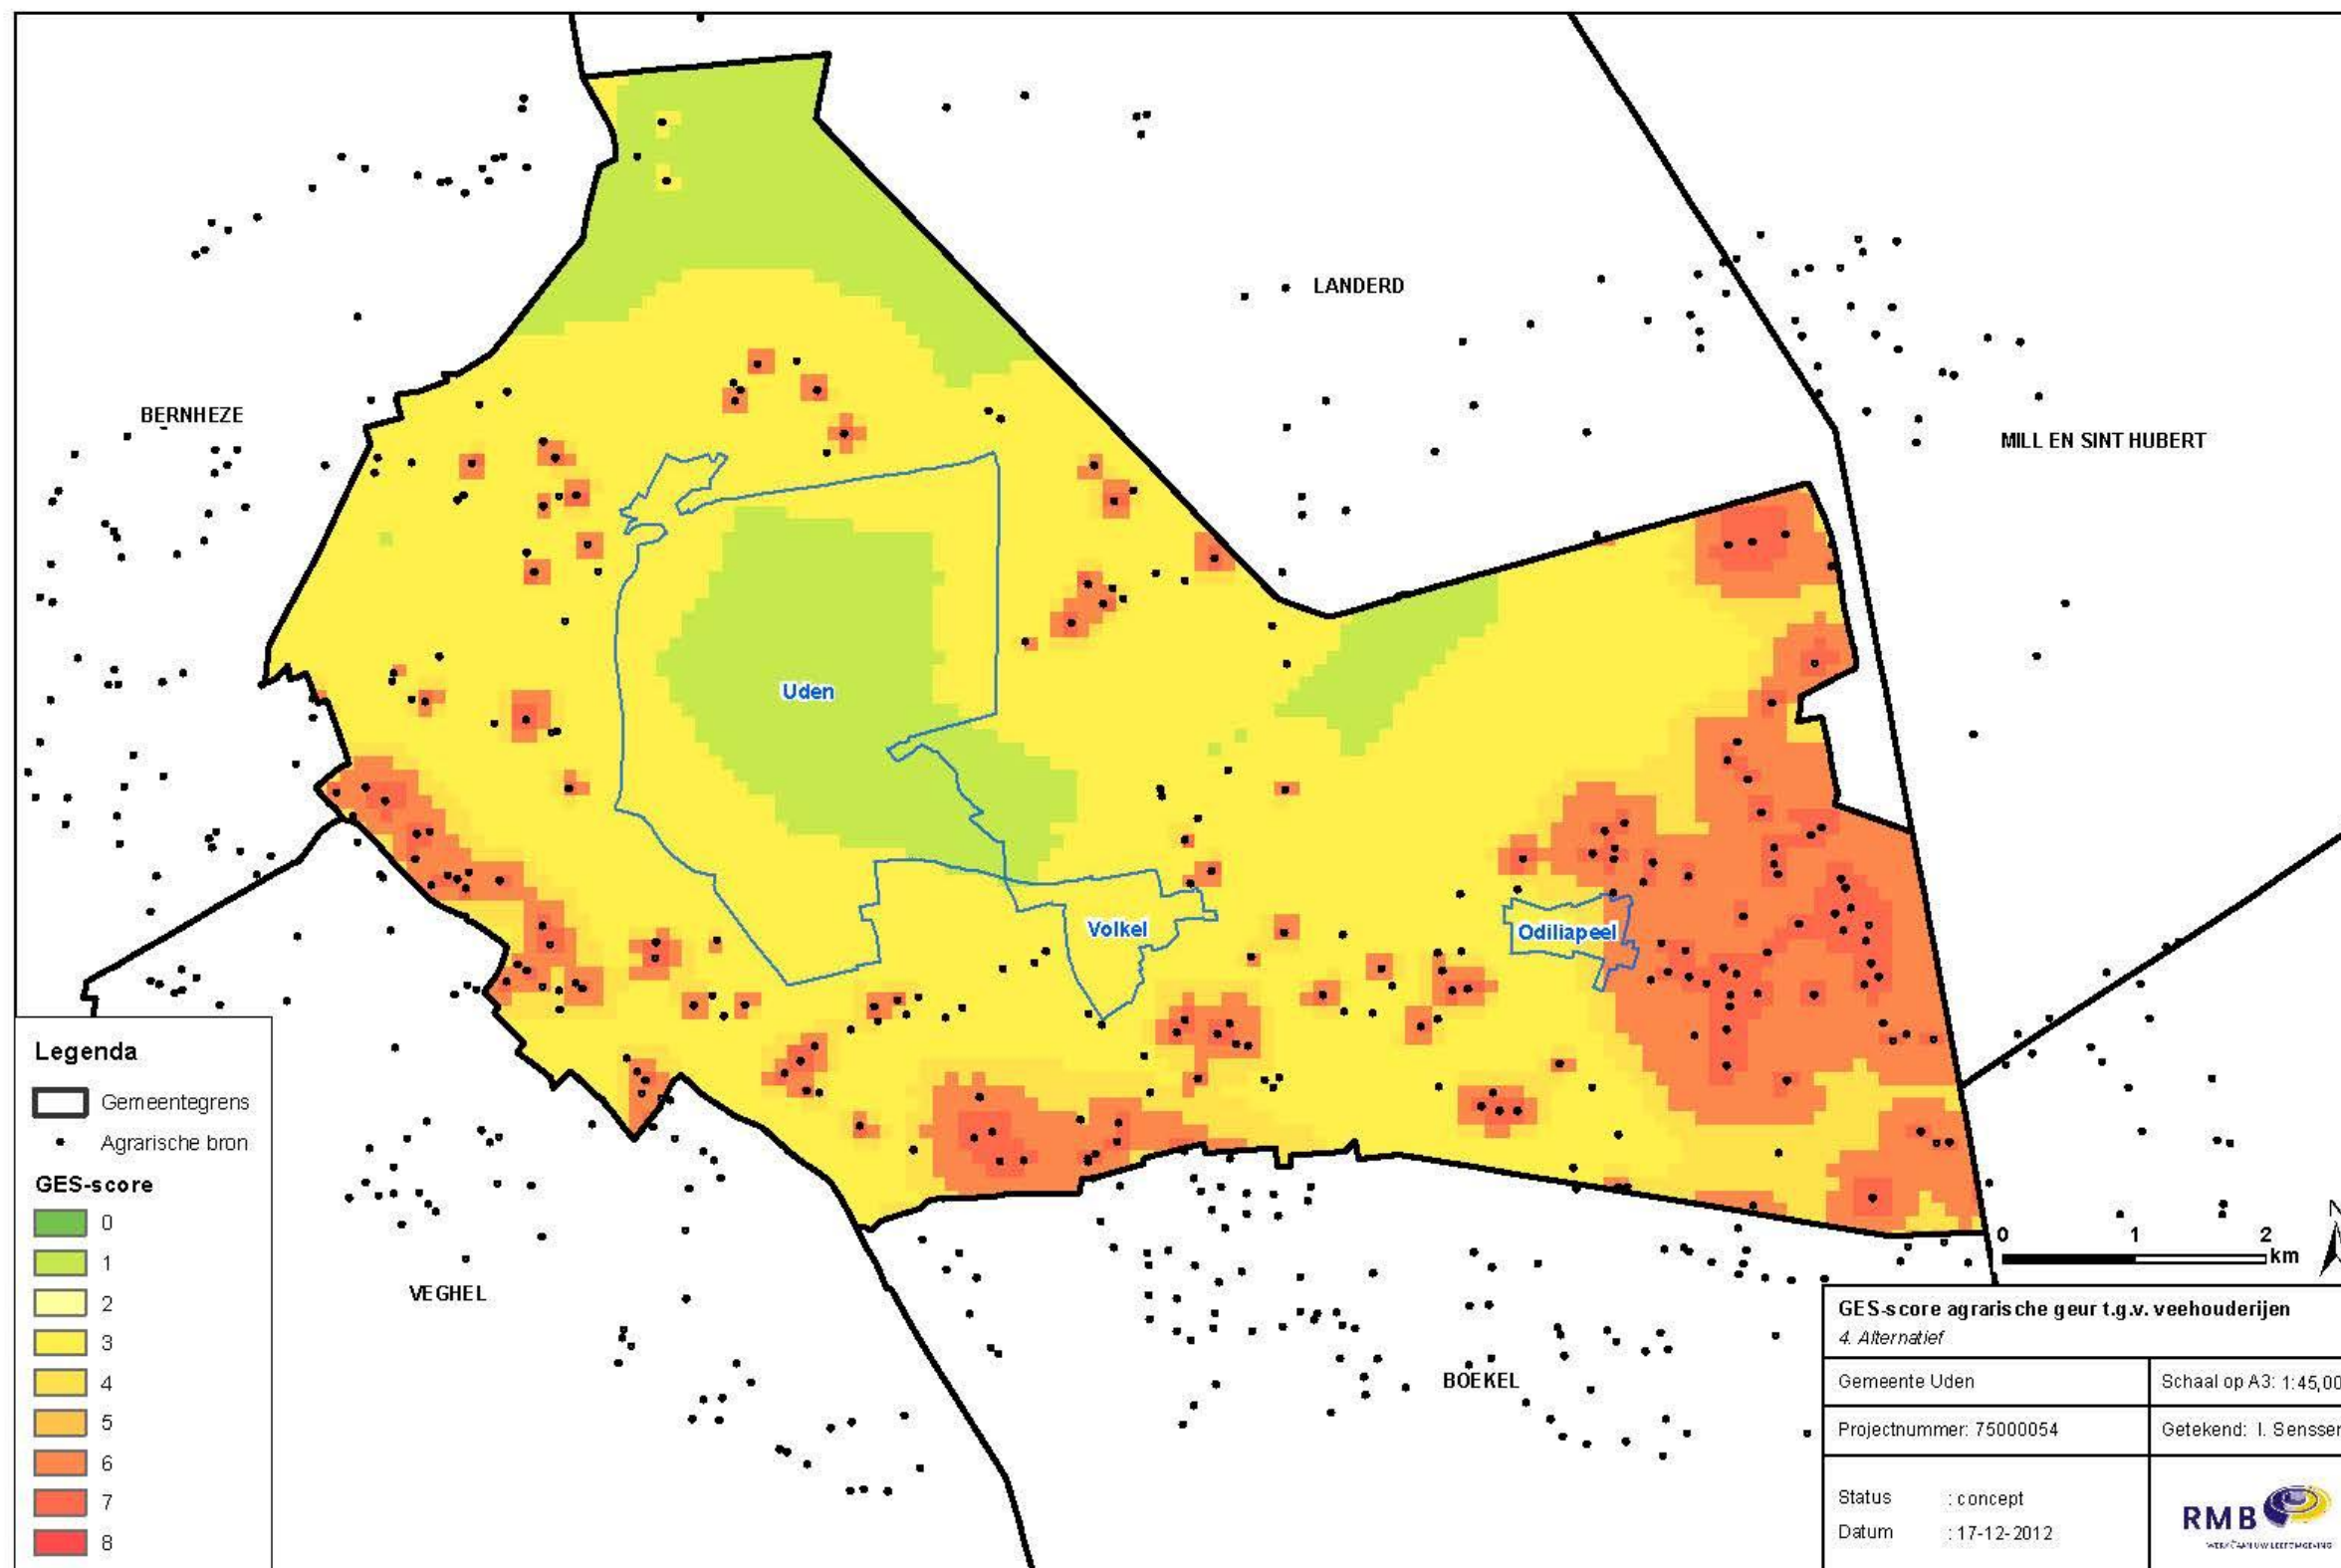 LANDERD
BERNHEZE
MILL EN SINT HUBERT
Uden
Volkel
Odiliapeel
VEGHEL
BOEKEL
Legenda
Gemeentegrens
Agrarische bron
GES-score
0
1
2
3
4
5
6
7
8
N
0 1 2
km
GES-score agrarische geur t.g.v. veehouderijen
4. Alternatief
Gemeente Uden
Schaal op A3: 1:45,00
Projectnummer: 75000054
Getekend: I. Sensser
Status : concept
Datum : 17-12-2012
RMB